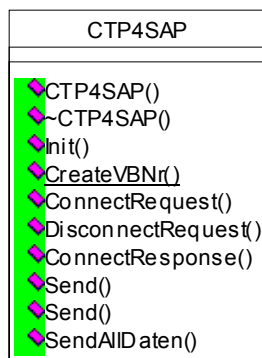 CTP4SAP
CTP4SAP()
~CTP4SAP()
Init()
CreateVBNr()
ConnectRequest()
DisconnectRequest()
ConnectResponse()
Send()
Send()
SendAllDaten()